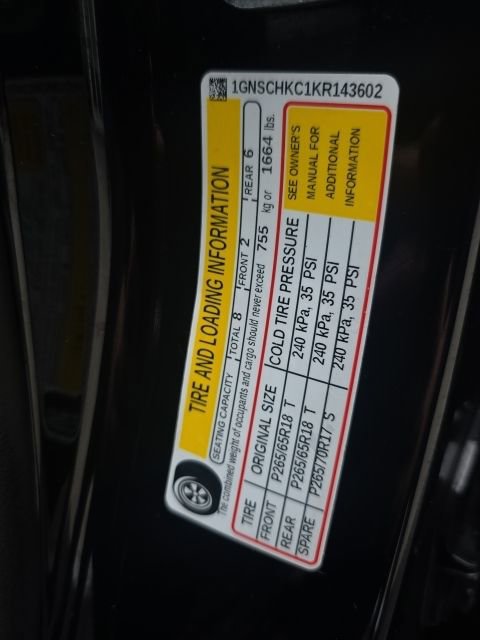 1GNSCHKC1KR143602
TIRE AND LOADING INFORMATION
SEATING CAPACITY TOTAL 8 FRONT 2 REAR 6
The combined weight of occupants and cargo should never exceed 755 kg or 1664 lbs.
TIRE ORIGINAL SIZE COLD TIRE PRESSURE
FRONT P265/65R18 T 240 kPa, 35 PSI
REAR P265/65R18 T 240 kPa, 35 PSI
SPARE P265/70R17 S 240 kPa, 35 PSI
SEE OWNER'S
MANUAL FOR
ADDITIONAL
INFORMATION